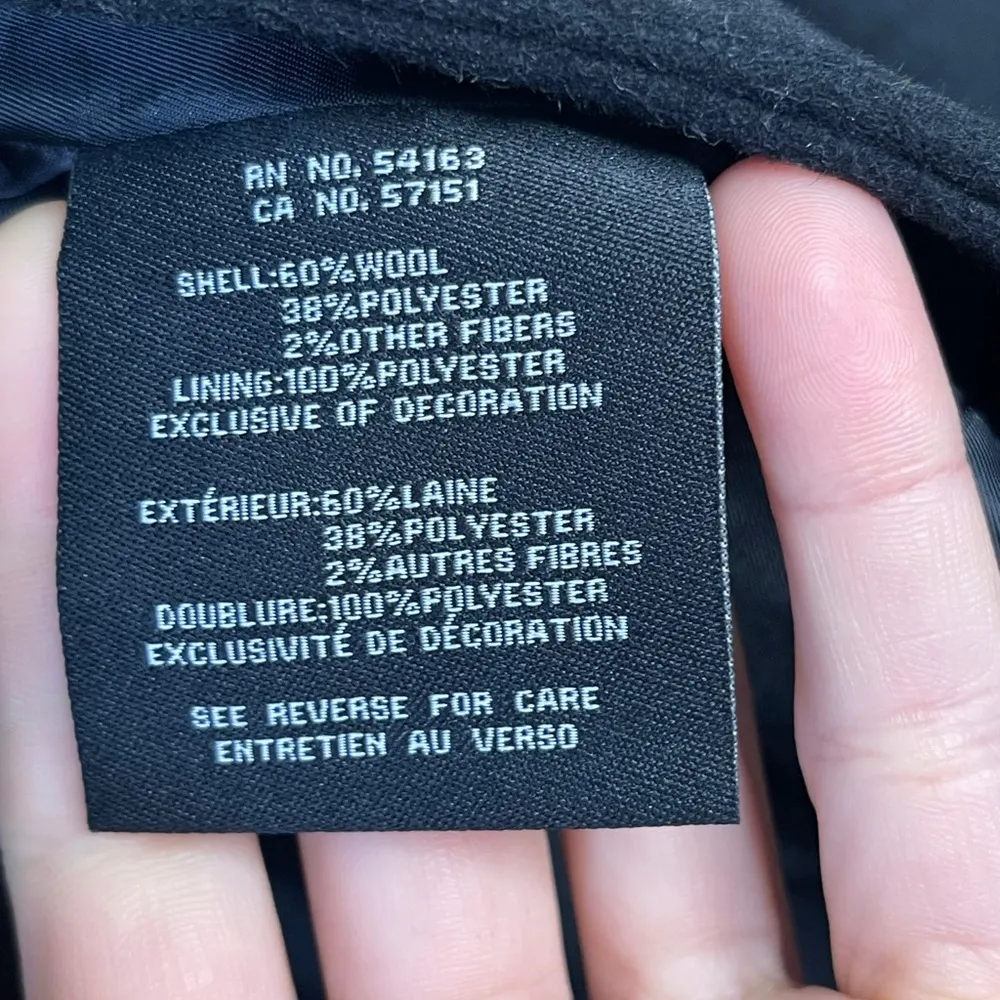 RN NO. 54163
CA NO. 57151
SHELL:60%WOOL
38%POLYESTER
2%OTHER FIBERS
LINING:100%POLYESTER
EXCLUSIVE OF DECORATION
EXTÉRIEUR:60%LAINE
38%POLYESTER
2%AUTRES FIBRES
DOUBLURE:100%POLYESTER
EXCLUSIVITÉ DE DÉCORATION
SEE REVERSE FOR CARE
ENTRETIEN AU VERSO